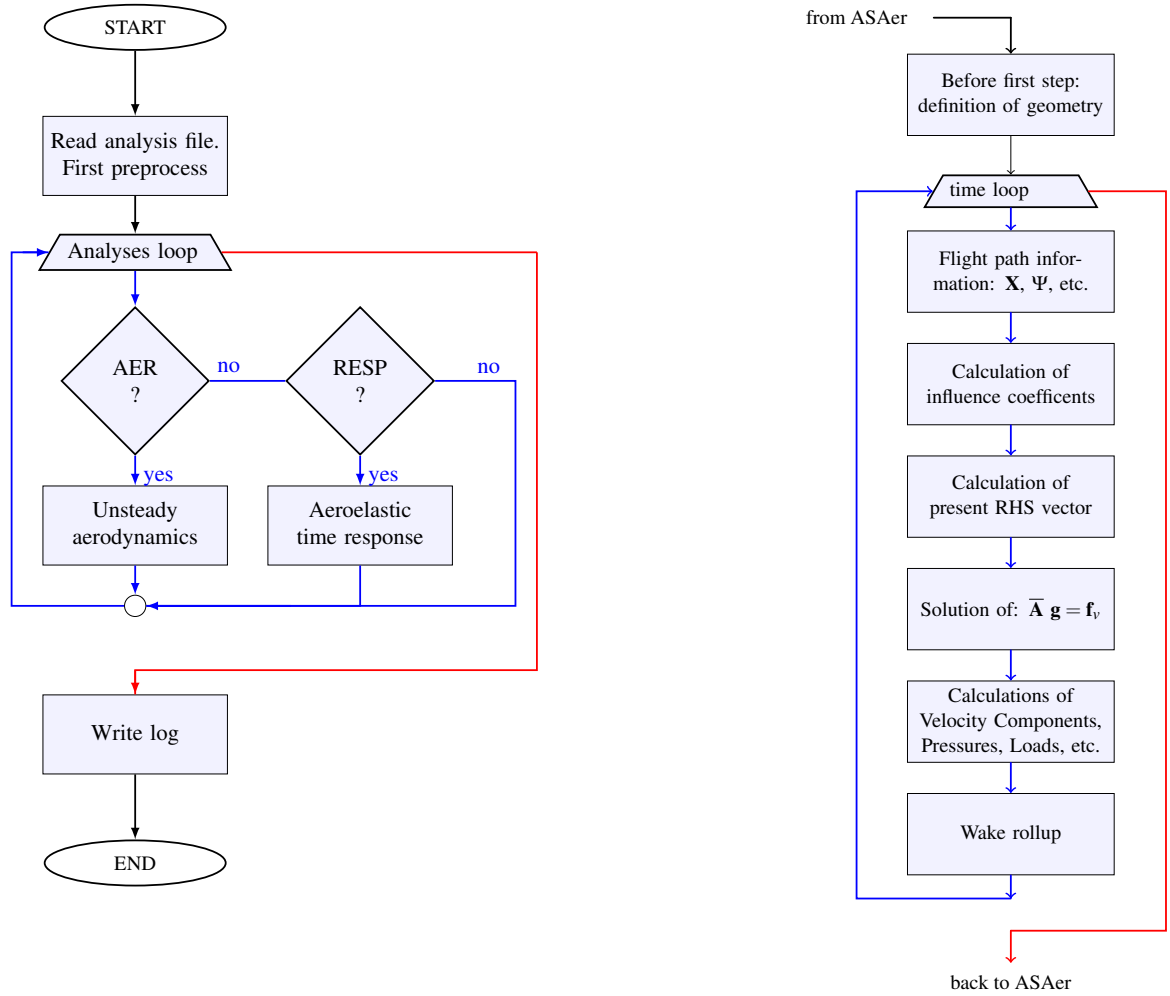 START
Read analysis file.
First preprocess
Analyses loop
AER
?
no
RESP
?
no
yes
yes
Unsteady
aerodynamics
Aeroelastic
time response
Write log
END
from ASAer
Before first step:
definition of geometry
time loop
Flight path infor-
mation: X, Ψ, etc.
Calculation of
influence coefficents
Calculation of
present RHS vector
Solution of: A̅ g = fᵥ
Calculations of
Velocity Components,
Pressures, Loads, etc.
Wake rollup
back to ASAer